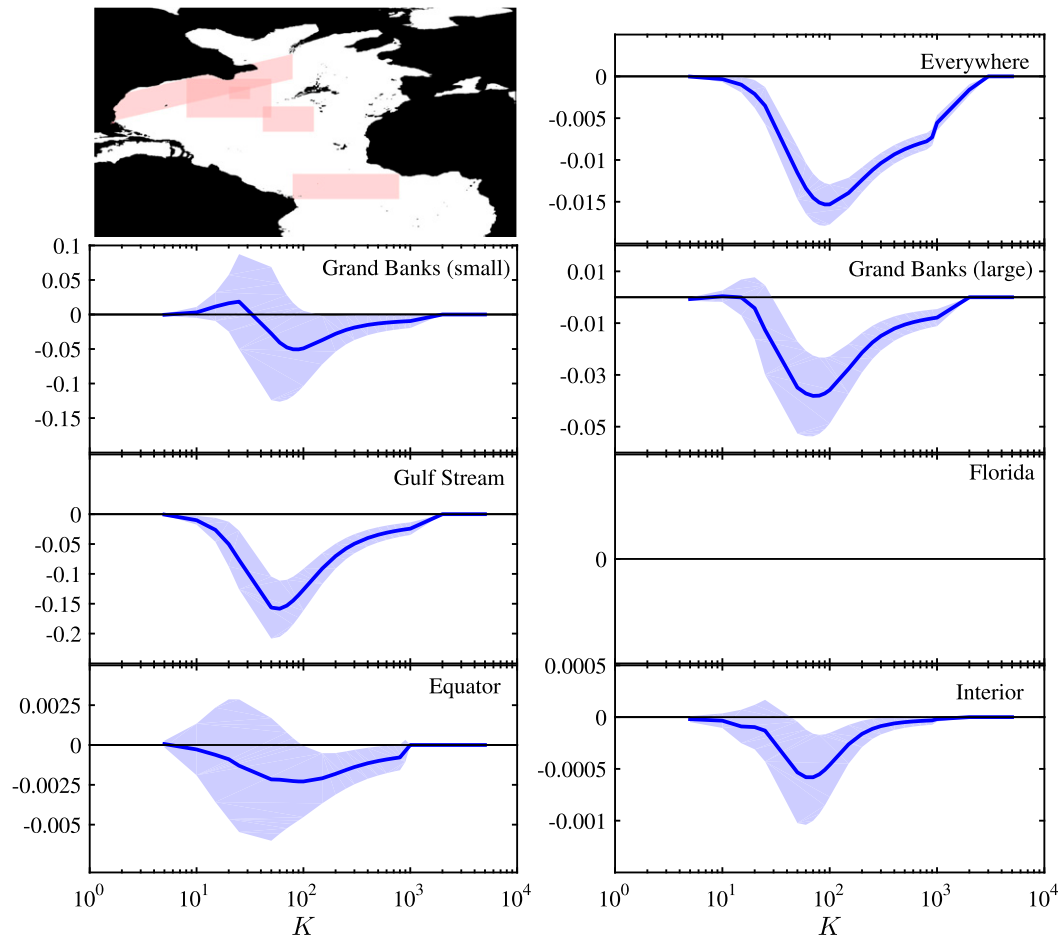 Everywhere
0
-0.005
-0.01
-0.015
Grand Banks (small)
0.1
0.05
0
-0.05
-0.1
-0.15
Grand Banks (large)
0.01
-0.01
-0.03
-0.05
Gulf Stream
0
-0.05
-0.1
-0.15
-0.2
Florida
0
Equator
0.0025
0
-0.0025
-0.005
10^0 10^1 10^2 10^3 10^4
K
Interior
0.0005
0
-0.0005
-0.001
10^0 10^1 10^2 10^3 10^4
K